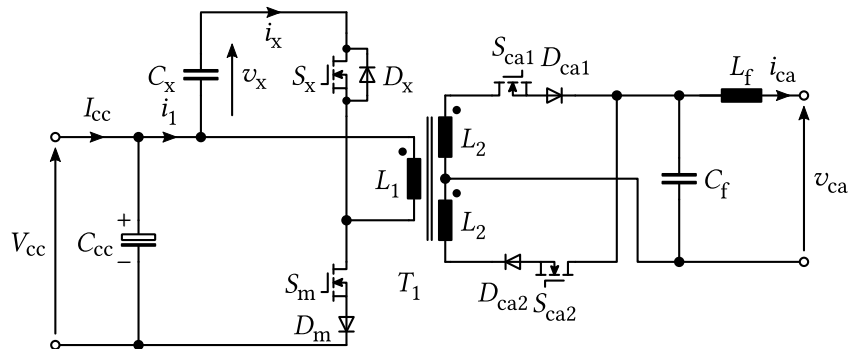 i_x
S_ca1 D_ca1
C_x v_x S_x D_x
L_f i_ca
I_cc i_1
L_1 L_2
C_f v_ca
V_cc + C_cc −
L_2
S_m T_1 D_ca2 S_ca2
D_m